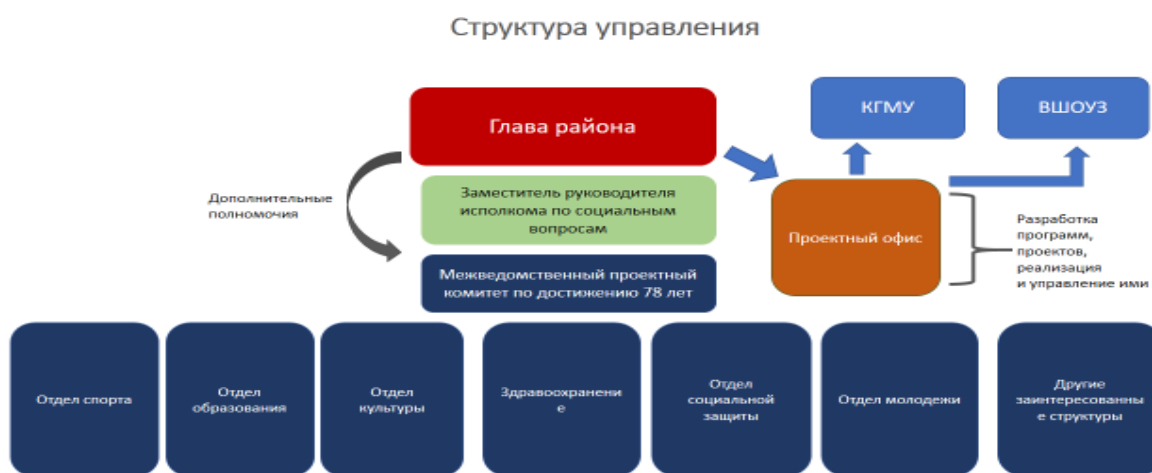 Структура управления
Глава района
КГМУ
ВШОУЗ
Дополнительные
полномочия
Заместитель руководителя
исполкома по социальным
вопросам
Проектный офис
Разработка
программ,
проектов,
реализация
и управление ими
Межведомственный проектный
комитет по достижению 78 лет
Отдел спорта
Отдел
образования
Отдел
культуры
Здравоохранени
е
Отдел
социальной
защиты
Отдел молодежи
Другие
заинтересованны
е структуры